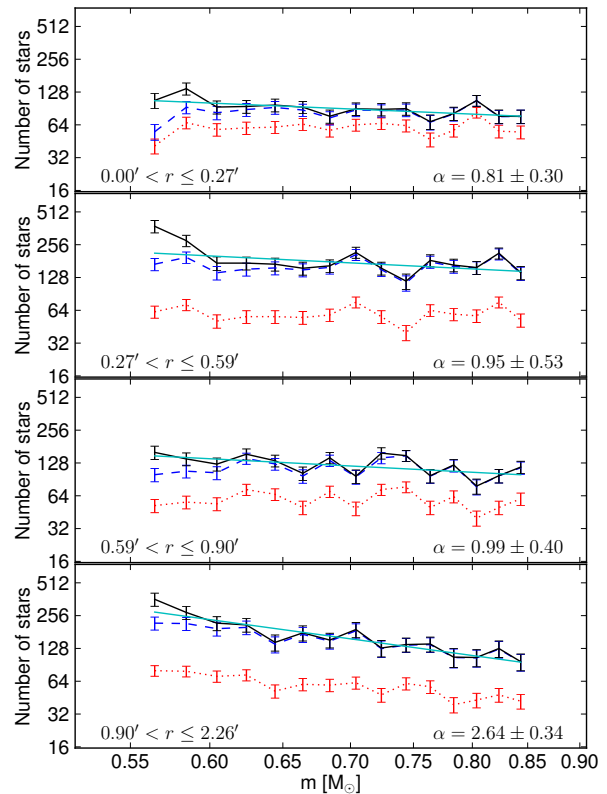 512
256
128
64
32
16
Number of stars
0.00′ < r ≤ 0.27′
α = 0.81 ± 0.30
512
256
128
64
32
16
Number of stars
0.27′ < r ≤ 0.59′
α = 0.95 ± 0.53
512
256
128
64
32
16
Number of stars
0.59′ < r ≤ 0.90′
α = 0.99 ± 0.40
512
256
128
64
32
16
Number of stars
0.90′ < r ≤ 2.26′
α = 2.64 ± 0.34
0.55 0.60 0.65 0.70 0.75 0.80 0.85 0.90
m [M⊙]